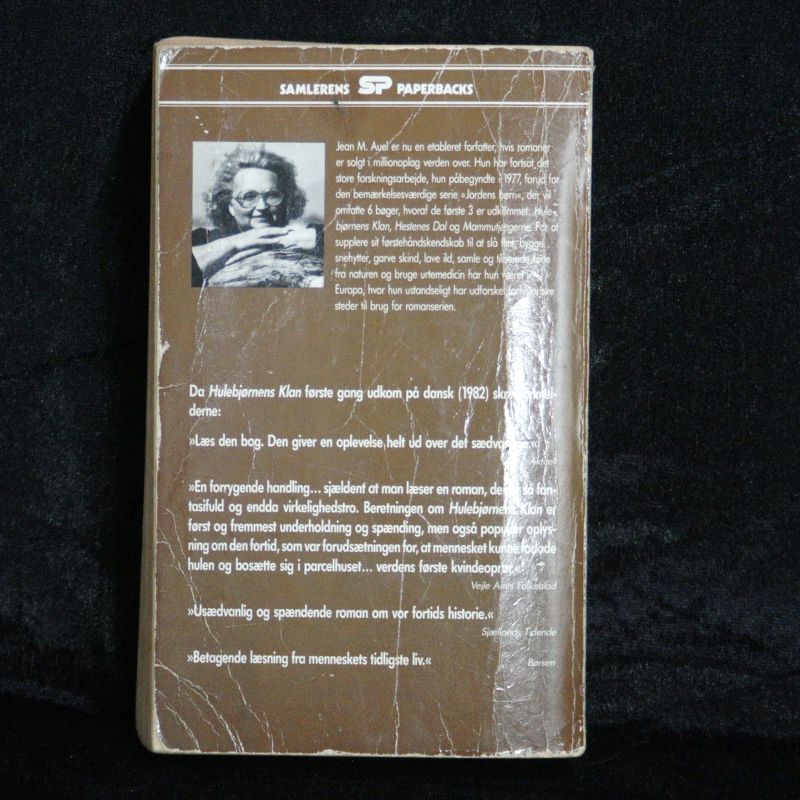 SAMLERENS SP PAPERBACKS
Jean M. Auel er nu en etableret forfatter, hvis romaner
er solgt i millionoplag verden over. Hun har fortsat det
store forskningsarbejde, hun påbegyndte i 1977, forud for
den bemærkelsesværdige serie »Jordens børn«, der vil
omfatte 6 bøger, hvoraf de første 3 er udkommet: Hule-
bjørnens Klan, Hestenes Dal og Mammutjægerne. For at
supplere sit førstehåndskendskab til at slå flint, bygge
snehytter, garve skind, lave ild, samle og tilberede føde
fra naturen og bruge urtemedicin har hun været i
Europa, hvor hun ustandseligt har udforsket
steder til brug for romanserien.
Da Hulebjørnens Klan første gang udkom på dansk (1982) skrev anmel-
derne:
»Læs den bog. Den giver en oplevelse helt ud over det sædvanlige.«
Aktuelt
»En forrygende handling... sjældent at man læser en roman, der er så fan-
tasifuld og endda virkelighedstro. Beretningen om Hulebjørnens Klan er
først og fremmest underholdning og spænding, men også populær oplys-
ning om den fortid, som var forudsætningen for, at mennesket kunne forlade
hulen og bosætte sig i parcelhuset... verdens første kvindeoprør.«
Vejle Amts Folkeblad
»Usædvanlig og spændende roman om vor fortids historie.«
Sjællands Tidende
»Betagende læsning fra menneskets tidligste liv.«
Børsen